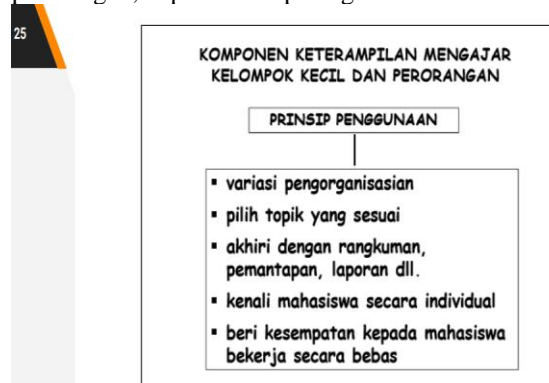 25
KOMPONEN KETERAMPILAN MENGAJAR
KELOMPOK KECIL DAN PERORANGAN
PRINSIP PENGGUNAAN
▪ variasi pengorganisasian
▪ pilih topik yang sesuai
▪ akhiri dengan rangkuman,
pemantapan, laporan dll.
▪ kenali mahasiswa secara individual
▪ beri kesempatan kepada mahasiswa
bekerja secara bebas